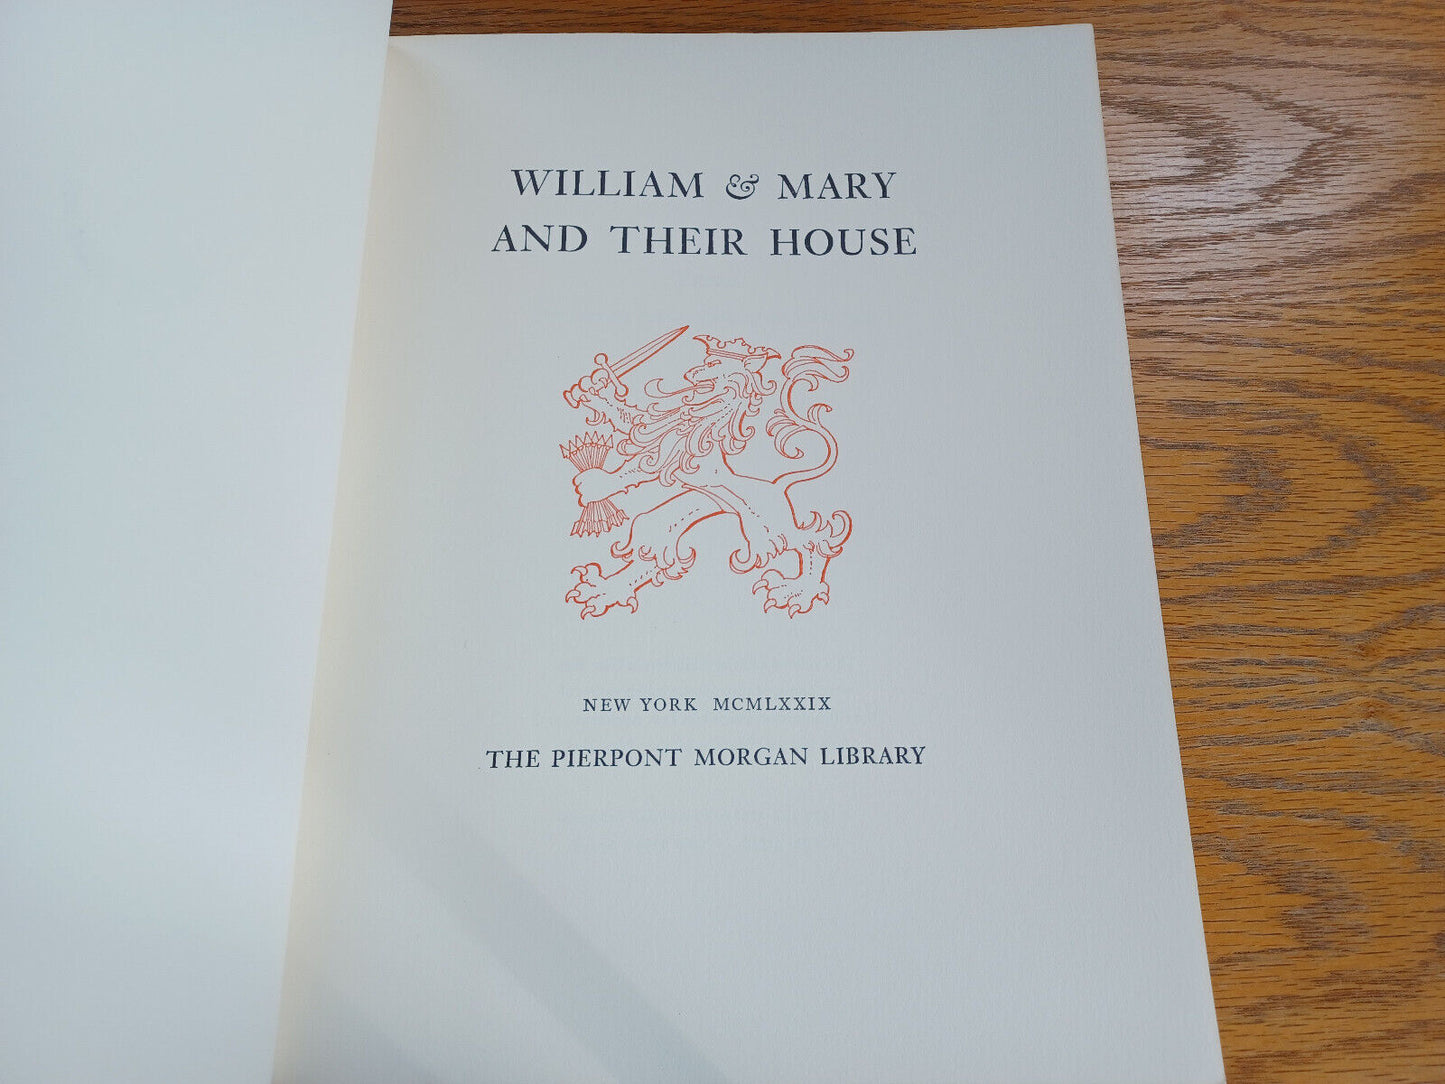 WILLIAM & MARY
AND THEIR HOUSE
NEW YORK MCMLXXIX
THE PIERPONT MORGAN LIBRARY